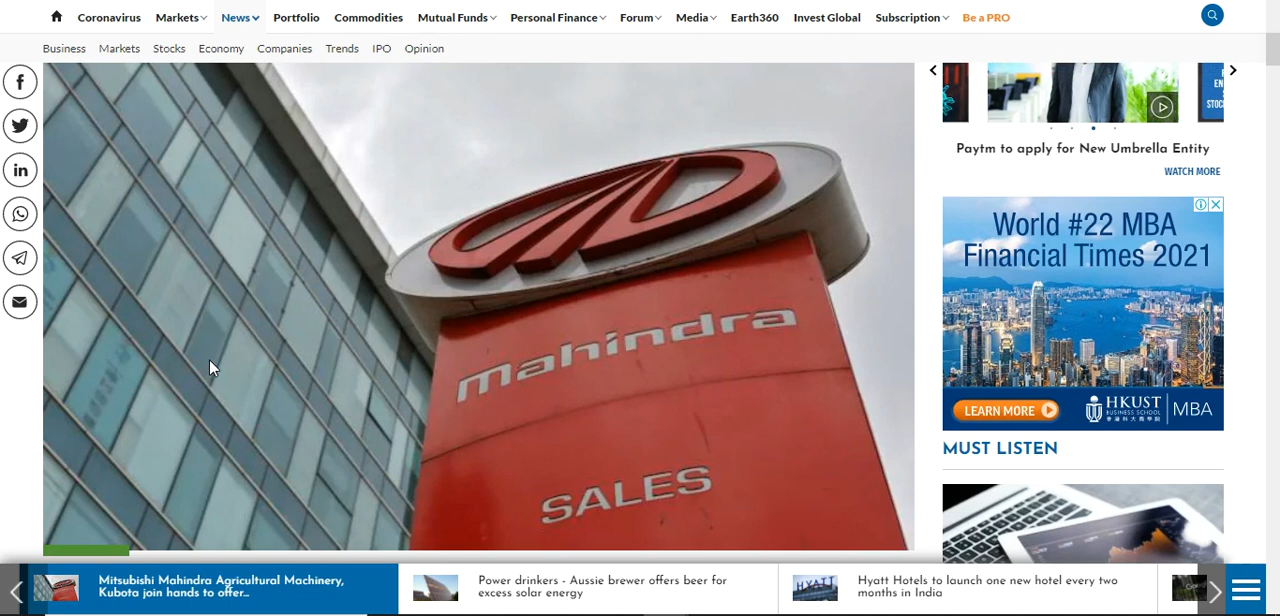 Coronavirus Markets News Portfolio Commodities Mutual Funds Personal Finance Forum Media Earth360 Invest Global Subscription Be a PRO
Business Markets Stocks Economy Companies Trends IPO Opinion
mahindra
SALES
Paytm to apply for New Umbrella Entity
WATCH MORE
World #22 MBA
Financial Times 2021
LEARN MORE
HKUST
BUSINESS SCHOOL
MBA
MUST LISTEN
Mitsubishi Mahindra Agricultural Machinery,
Kubota join hands to offer...
Power drinkers - Aussie brewer offers beer for
excess solar energy
HYATT
Hyatt Hotels to launch one new hotel every two
months in India